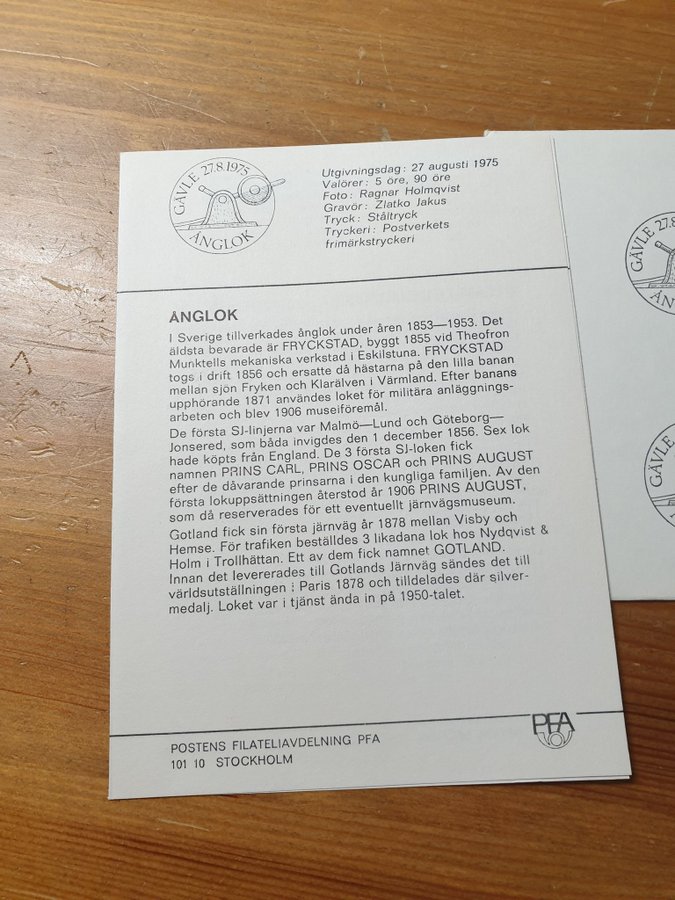 GÄVLE 27.8.1975
ÅNGLOK
Utgivningsdag: 27 augusti 1975
Valörer: 5 öre, 90 öre
Foto: Ragnar Holmqvist
Gravör: Zlatko Jakus
Tryck: Ståltryck
Tryckeri: Postverkets
frimärkstryckeri
ÅNGLOK
I Sverige tillverkades ånglok under åren 1853—1953. Det
äldsta bevarade är FRYCKSTAD, byggt 1855 vid Theofron
Munktells mekaniska verkstad i Eskilstuna. FRYCKSTAD
togs i drift 1856 och ersatte då hästarna på den lilla banan
mellan sjön Fryken och Klarälven i Värmland. Efter banans
upphörande 1871 användes loket för militära anläggnings-
arbeten och blev 1906 museiföremål.
De första SJ-linjerna var Malmö—Lund och Göteborg—
Jonsered, som båda invigdes den 1 december 1856. Sex lok
hade köpts från England. De 3 första SJ-loken fick
namnen PRINS CARL, PRINS OSCAR och PRINS AUGUST
efter de dåvarande prinsarna i den kungliga familjen. Av den
första lokuppsättningen återstod år 1906 PRINS AUGUST,
som då reserverades för ett eventuellt järnvägsmuseum.
Gotland fick sin första järnväg år 1878 mellan Visby och
Hemse. För trafiken beställdes 3 likadana lok hos Nydqvist &
Holm i Trollhättan. Ett av dem fick namnet GOTLAND.
Innan det levererades till Gotlands Järnväg sändes det till
världsutställningen i Paris 1878 och tilldelades där silver-
medalj. Loket var i tjänst ända in på 1950-talet.
POSTENS FILATELIAVDELNING PFA
101 10 STOCKHOLM
PFA
GÄVLE 27.8
ÅN
GÄVLE